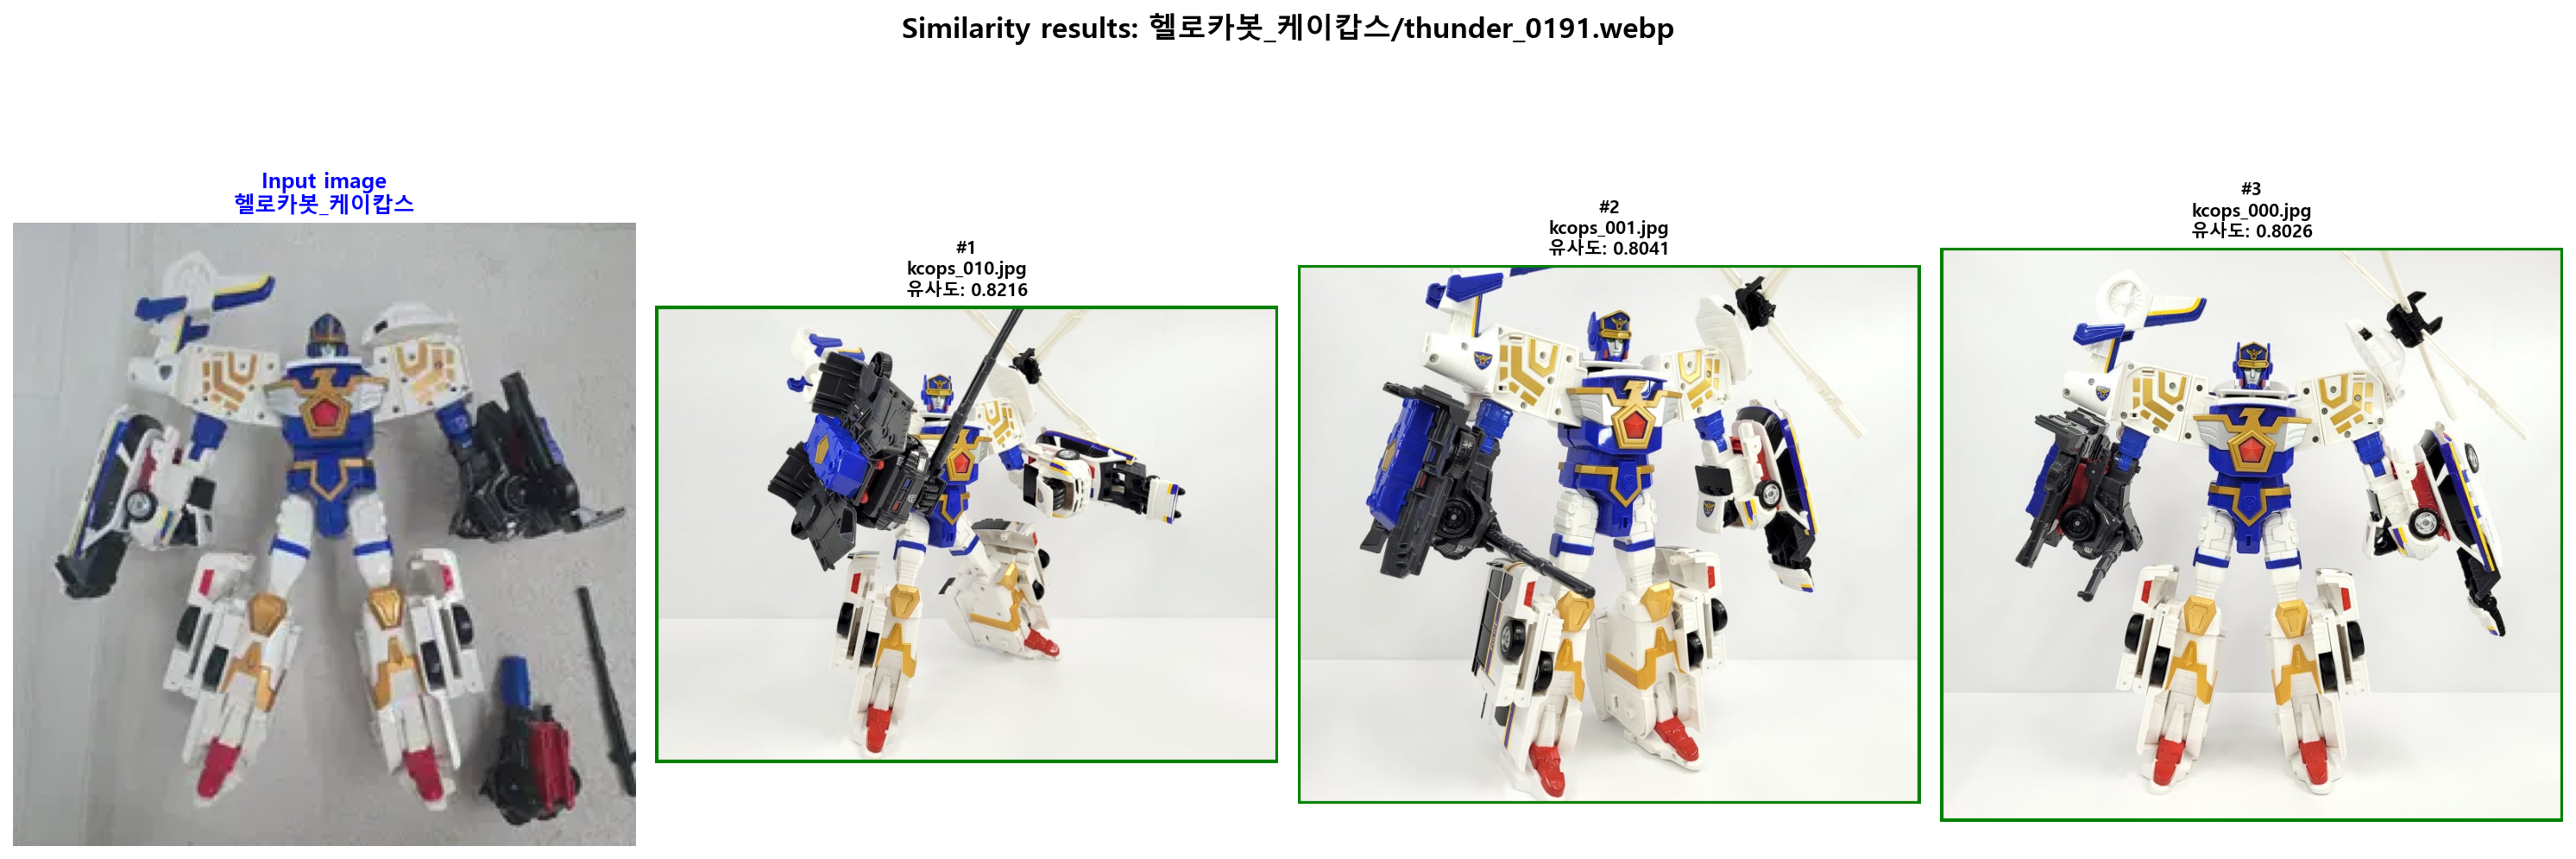 Similarity results: 헬로카봇_케이캅스/thunder_0191.webp
Input image
헬로카봇_케이캅스
#1
kcops_010.jpg
유사도: 0.8216
#2
kcops_001.jpg
유사도: 0.8041
#3
kcops_000.jpg
유사도: 0.8026